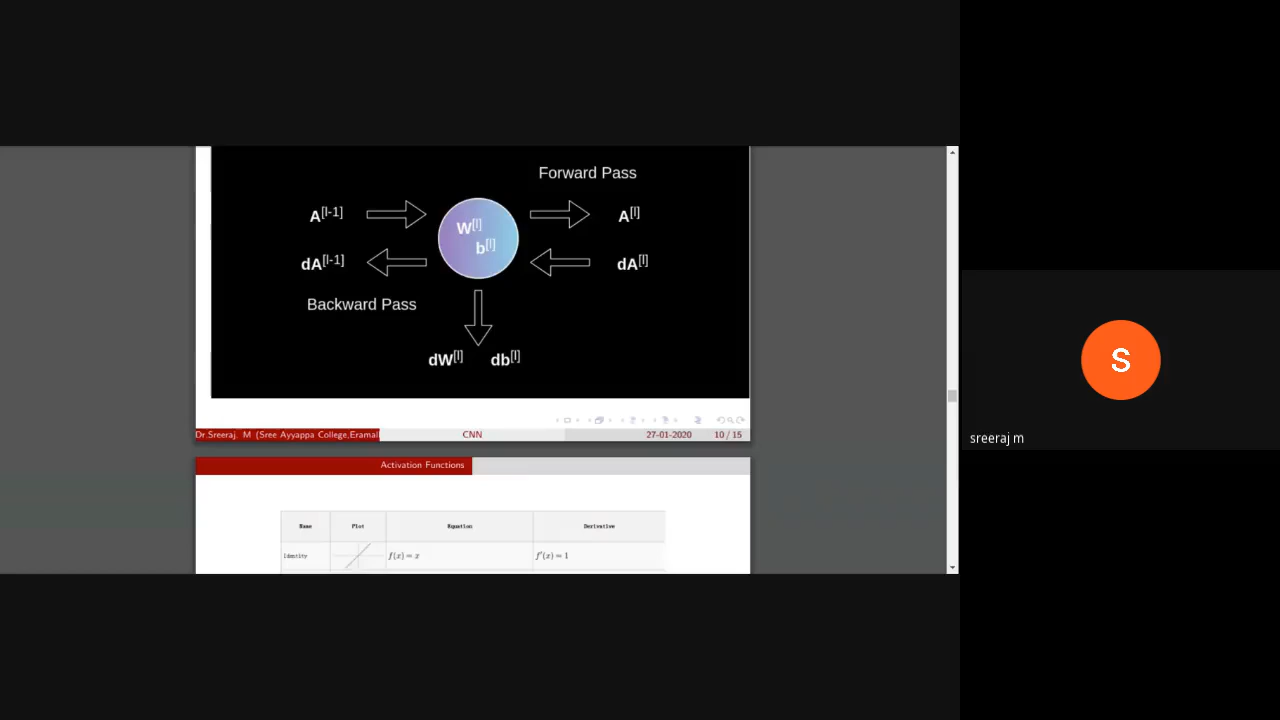 Forward Pass
A[l-1] W[l] b[l] A[l]
dA[l-1] dA[l]
Backward Pass
dW[l] db[l]
Dr.Sreeraj. M (Sree Ayyappa College,Eramal CNN 27-01-2020 10 / 15
Activation Functions
Name Plot Equation Derivative
Identity f(x) = x f'(x) = 1
S
sreeraj m